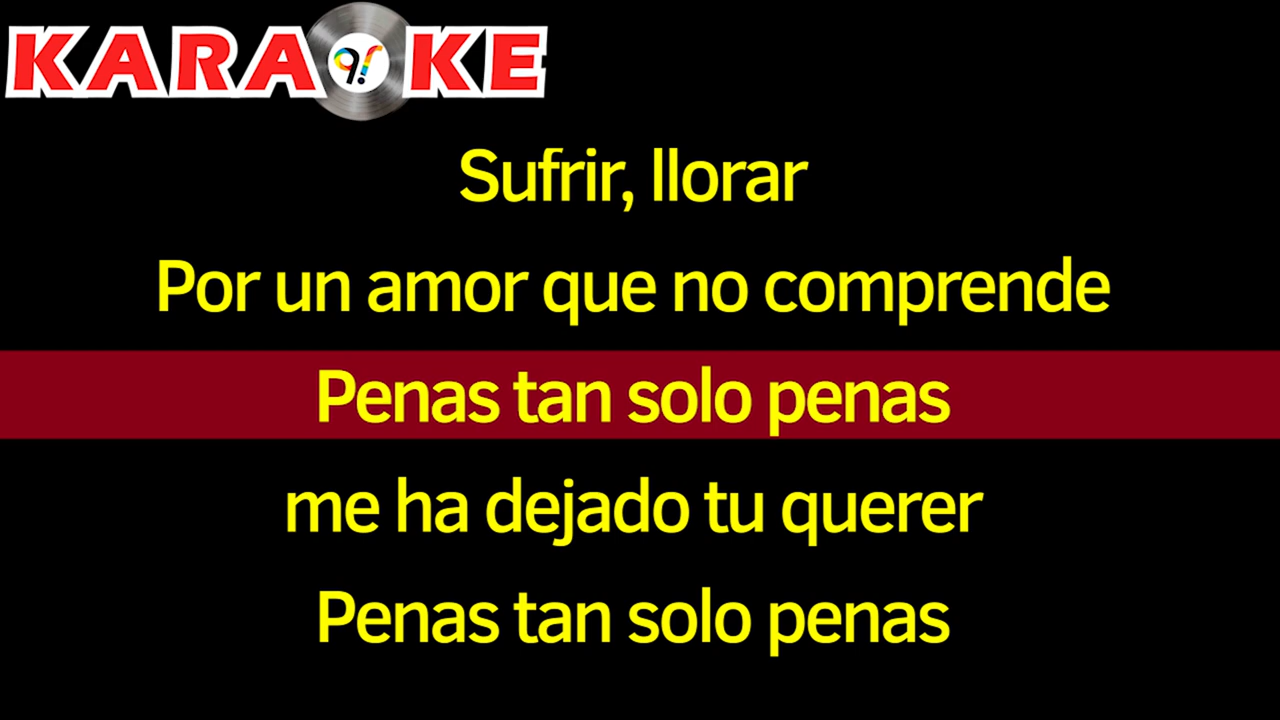 KARAOKE
Sufrir, llorar
Por un amor que no comprende
Penas tan solo penas
me ha dejado tu querer
Penas tan solo penas